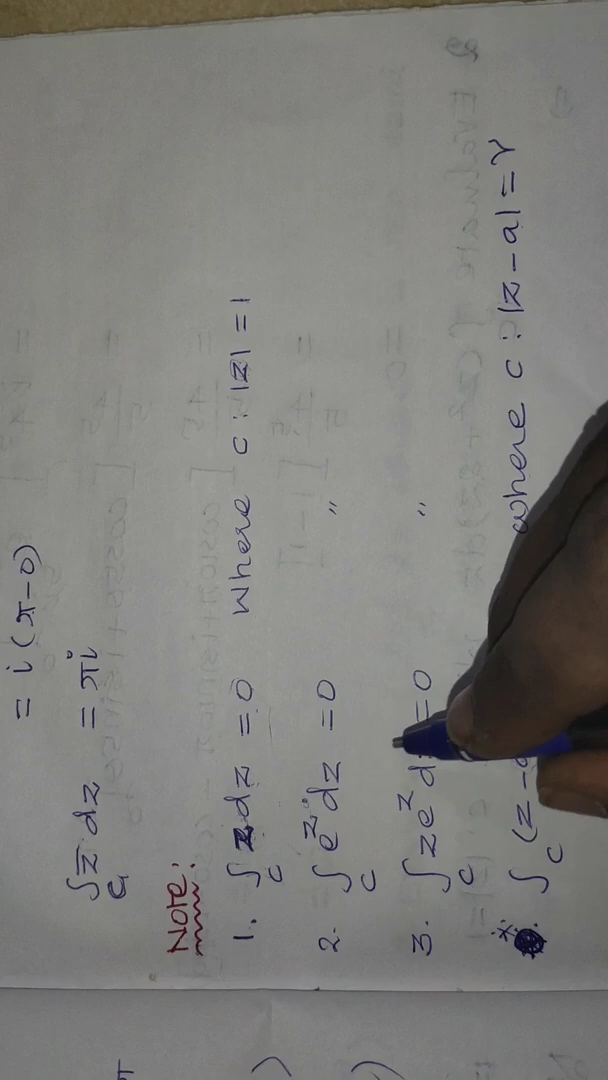 = i(π-0)
∫_C z̄ dz = πi
Note:
1. ∫_C z dz = 0 where c : |z| = 1
2. ∫_C e^z dz = 0 "
3. ∫_C z e^z d = 0 "
* ∫_C (z- where c : |z-a| = r